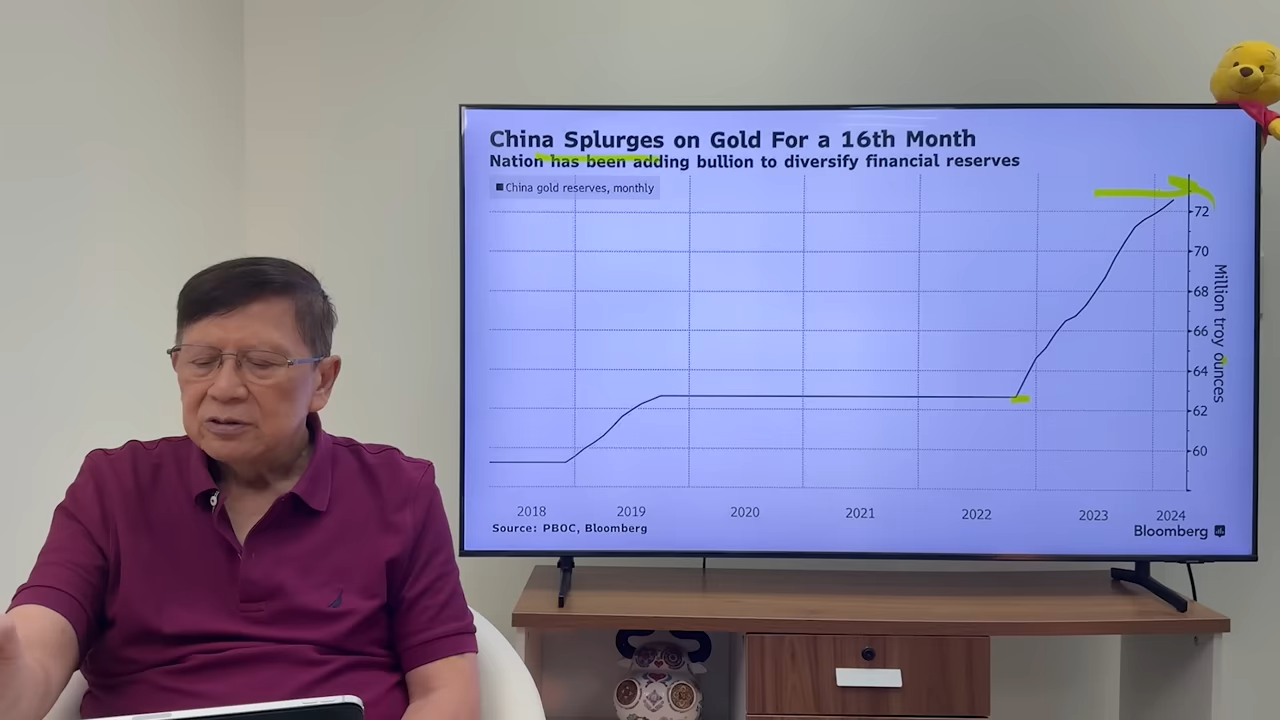 China Splurges on Gold For a 16th Month
Nation has been adding bullion to diversify financial reserves
China gold reserves, monthly
72
70
68
66
64
62
60
Million troy ounces
2018 2019 2020 2021 2022 2023 2024
Source: PBOC, Bloomberg
Bloomberg